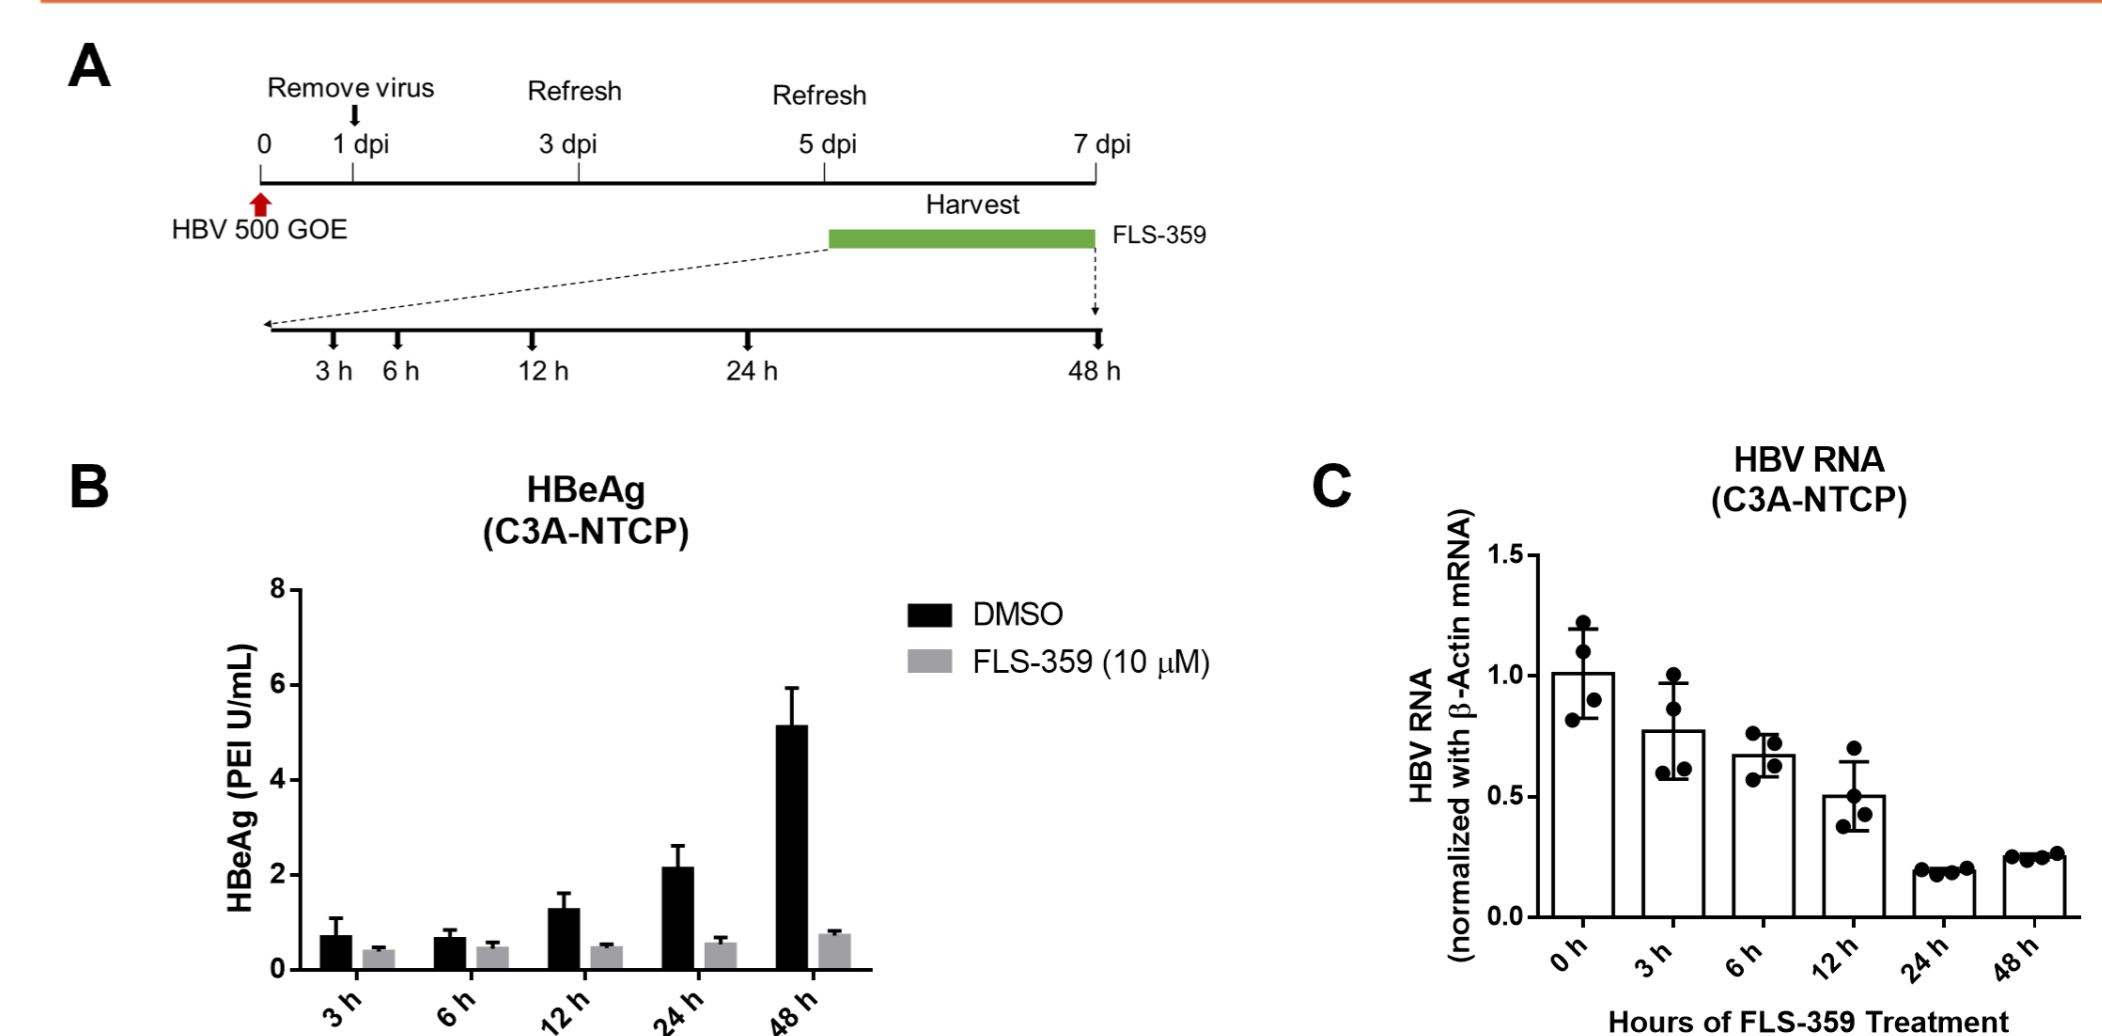 A
Remove virus
Refresh
Refresh
0
1 dpi
3 dpi
5 dpi
7 dpi
Harvest
HBV 500 GOE
FLS-359
3 h
6 h
12 h
24 h
48 h
B
HBeAg
(C3A-NTCP)
HBeAg (PEI U/mL)
8
6
4
2
0
3 h
6 h
12 h
24 h
48 h
DMSO
FLS-359 (10 μM)
C
HBV RNA
(C3A-NTCP)
HBV RNA
(normalized with β-Actin mRNA)
1.5
1.0
0.5
0.0
0 h
3 h
6 h
12 h
24 h
48 h
Hours of FLS-359 Treatment